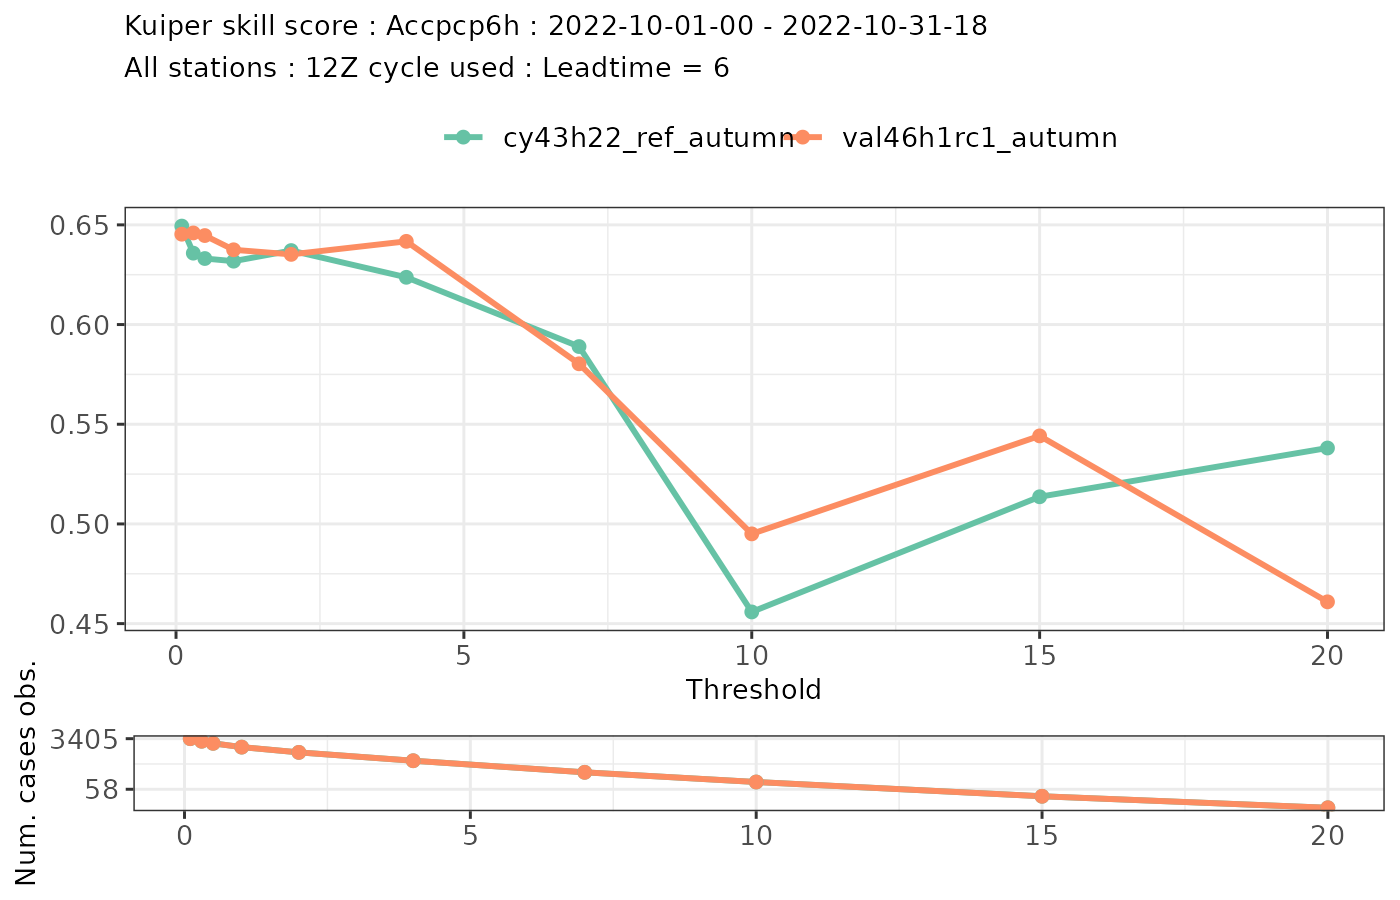 Kuiper skill score : Accpcp6h : 2022-10-01-00 - 2022-10-31-18
All stations : 12Z cycle used : Leadtime = 6
cy43h22_ref_autumn val46h1rc1_autumn
0.65
0.60
0.55
0.50
0.45
0 5 10 15 20
Threshold
Num. cases obs.
3405
58
0 5 10 15 20